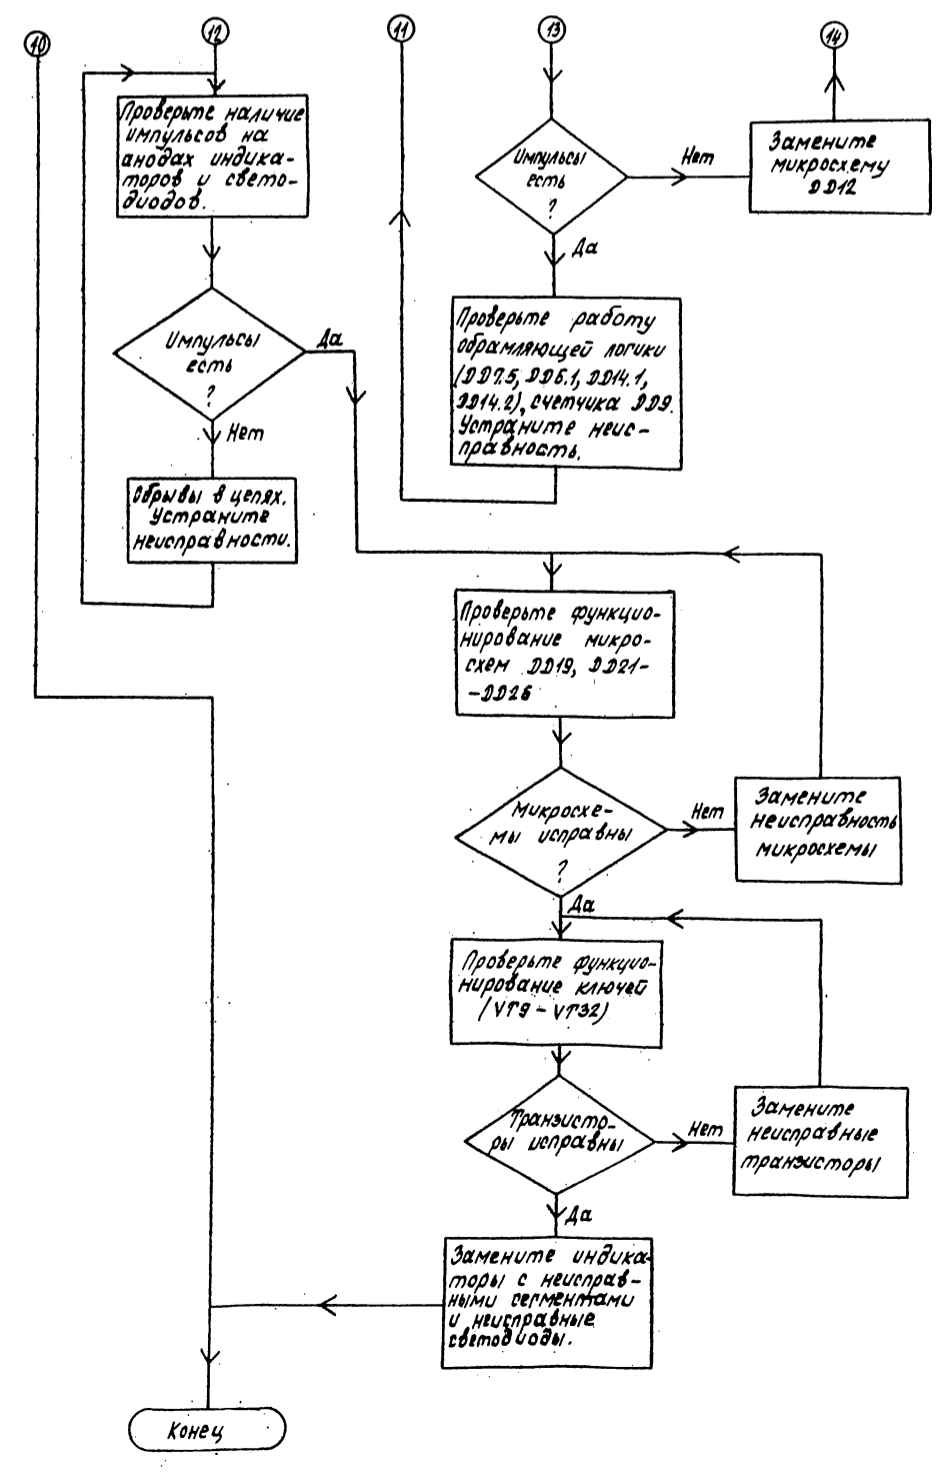 10
12
11
13
14
Проверьте наличие
импульсов на
анодах индика-
торов и свето-
диодов.
Импульсы
есть
?
Да
Нет
Обрывы в цепях.
Устраните
неисправности.
Импульсы
есть
?
Нет
Замените
микросхему
DD12
Да
Проверьте работу
обрамляющей логики
(DD7.5, DD6.1, DD14.1,
DD14.2), счетчика DD9.
Устраните неис-
правность.
Проверьте функцио-
нирование микро-
схем DD19, DD21-
-DD26
Микросхе-
мы исправны
?
Нет
Замените
неисправность
микросхемы
Да
Проверьте функцио-
нирование ключей
(VT9-VT32)
Транзисто-
ры исправны
Нет
Замените
неисправные
транзисторы
Да
Замените индика-
торы с неисправ-
ными сегментами
и неисправные
светодиоды.
Конец